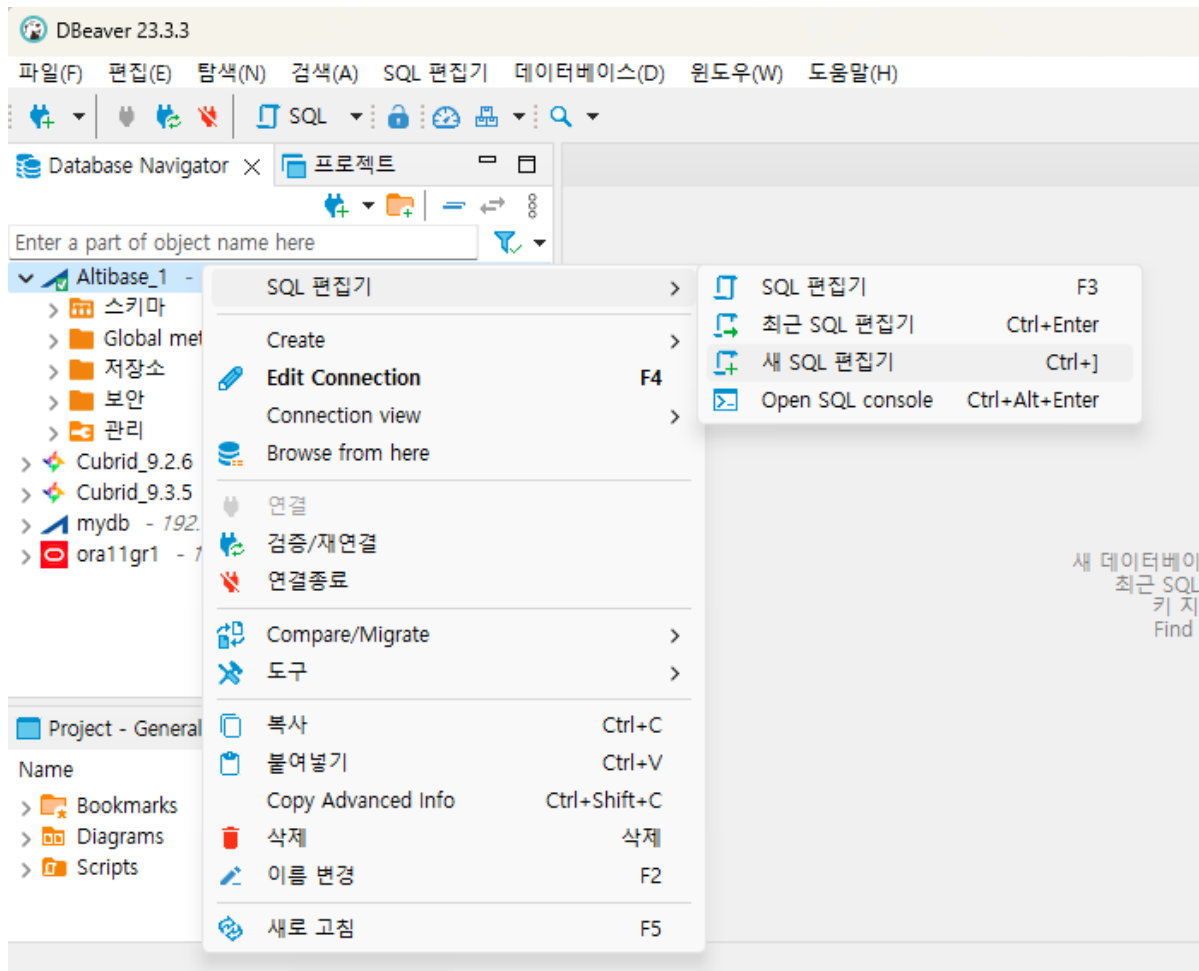 DBeaver 23.3.3
파일(F) 편집(E) 탐색(N) 검색(A) SQL 편집기 데이터베이스(D) 윈도우(W) 도움말(H)
SQL
Database Navigator 프로젝트
Enter a part of object name here
Altibase_1 -
스키마
Global met
저장소
보안
관리
Cubrid_9.2.6
Cubrid_9.3.5
mydb - 192.
ora11gr1 - 1
SQL 편집기
Create
Edit Connection F4
Connection view
Browse from here
연결
검증/재연결
연결종료
Compare/Migrate
도구
복사 Ctrl+C
붙여넣기 Ctrl+V
Copy Advanced Info Ctrl+Shift+C
삭제 삭제
이름 변경 F2
새로 고침 F5
SQL 편집기 F3
최근 SQL 편집기 Ctrl+Enter
새 SQL 편집기 Ctrl+]
Open SQL console Ctrl+Alt+Enter
새 데이터베이
최근 SQL
키 지
Find
Project - General
Name
Bookmarks
Diagrams
Scripts